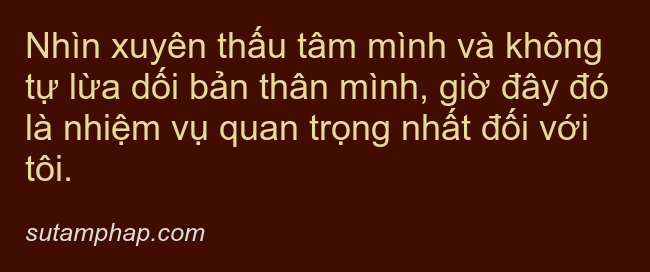 Nhìn xuyên thấu tâm mình và không
tự lừa dối bản thân mình, giờ đây đó
là nhiệm vụ quan trọng nhất đối với
tôi.
sutamphap.com